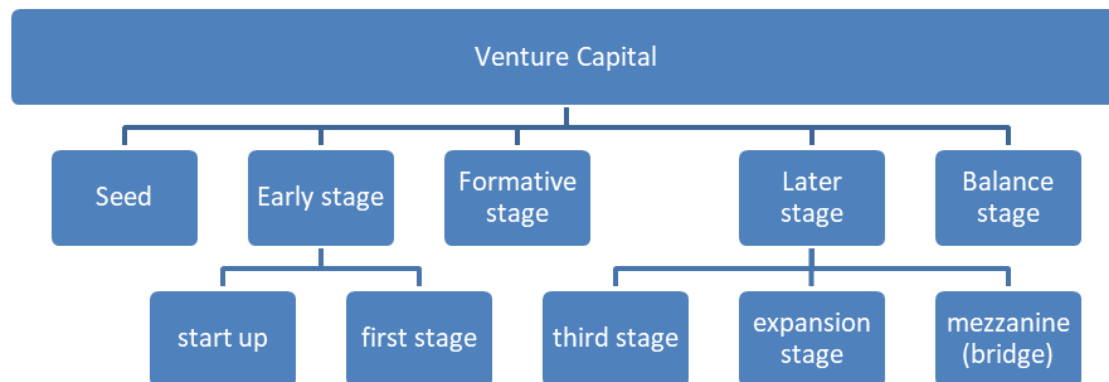 Venture Capital
Seed
Early stage
Formative
stage
Later
stage
Balance
stage
start up
first stage
third stage
expansion
stage
mezzanine
(bridge)